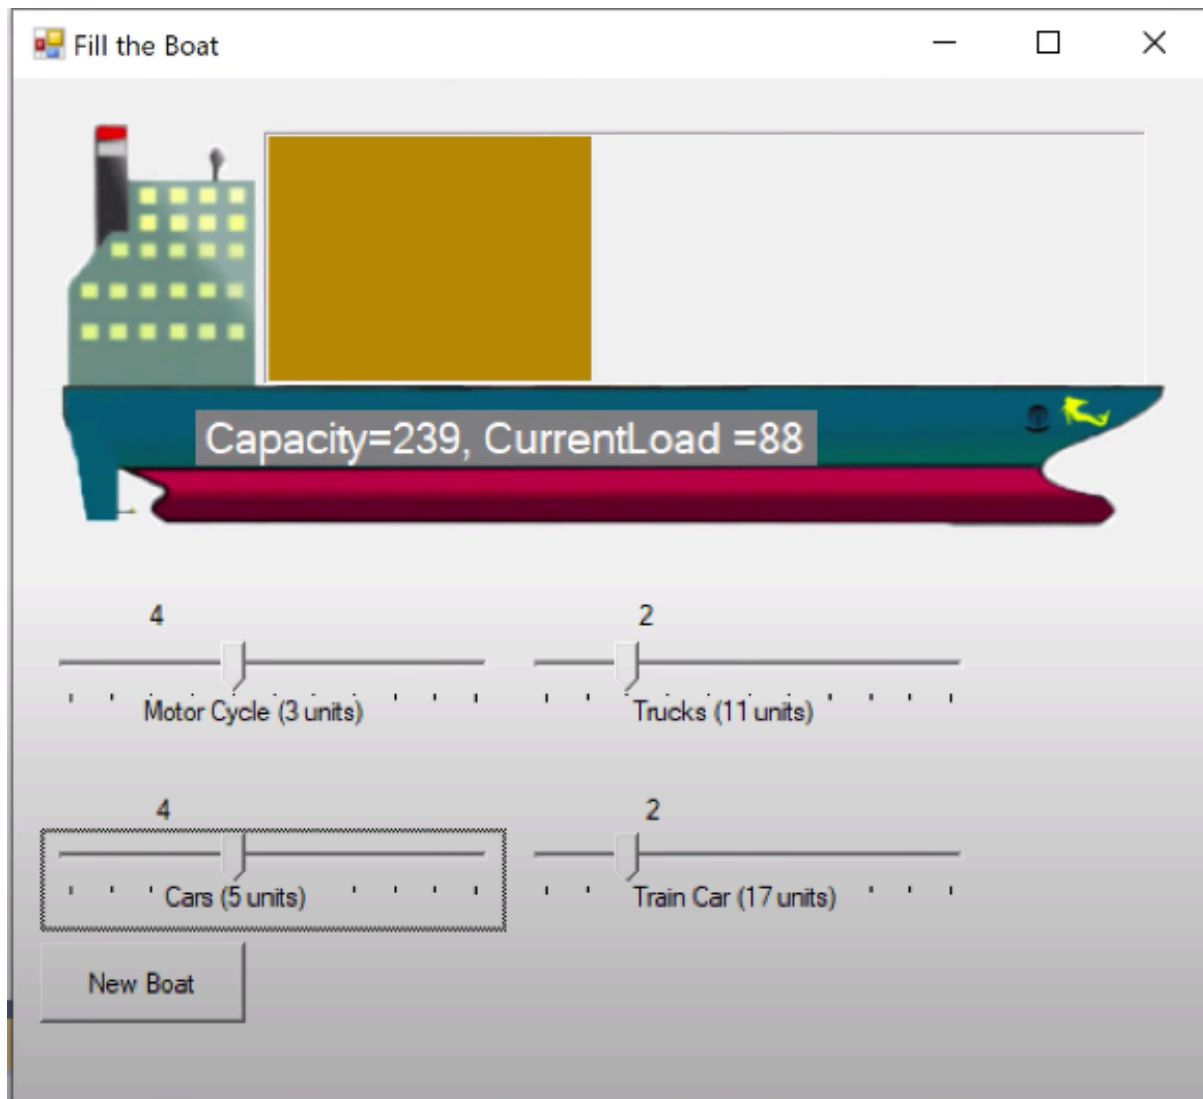 Fill the Boat
Capacity=239, CurrentLoad =88
4
2
Motor Cycle (3 units)
Trucks (11 units)
4
2
Cars (5 units)
Train Car (17 units)
New Boat